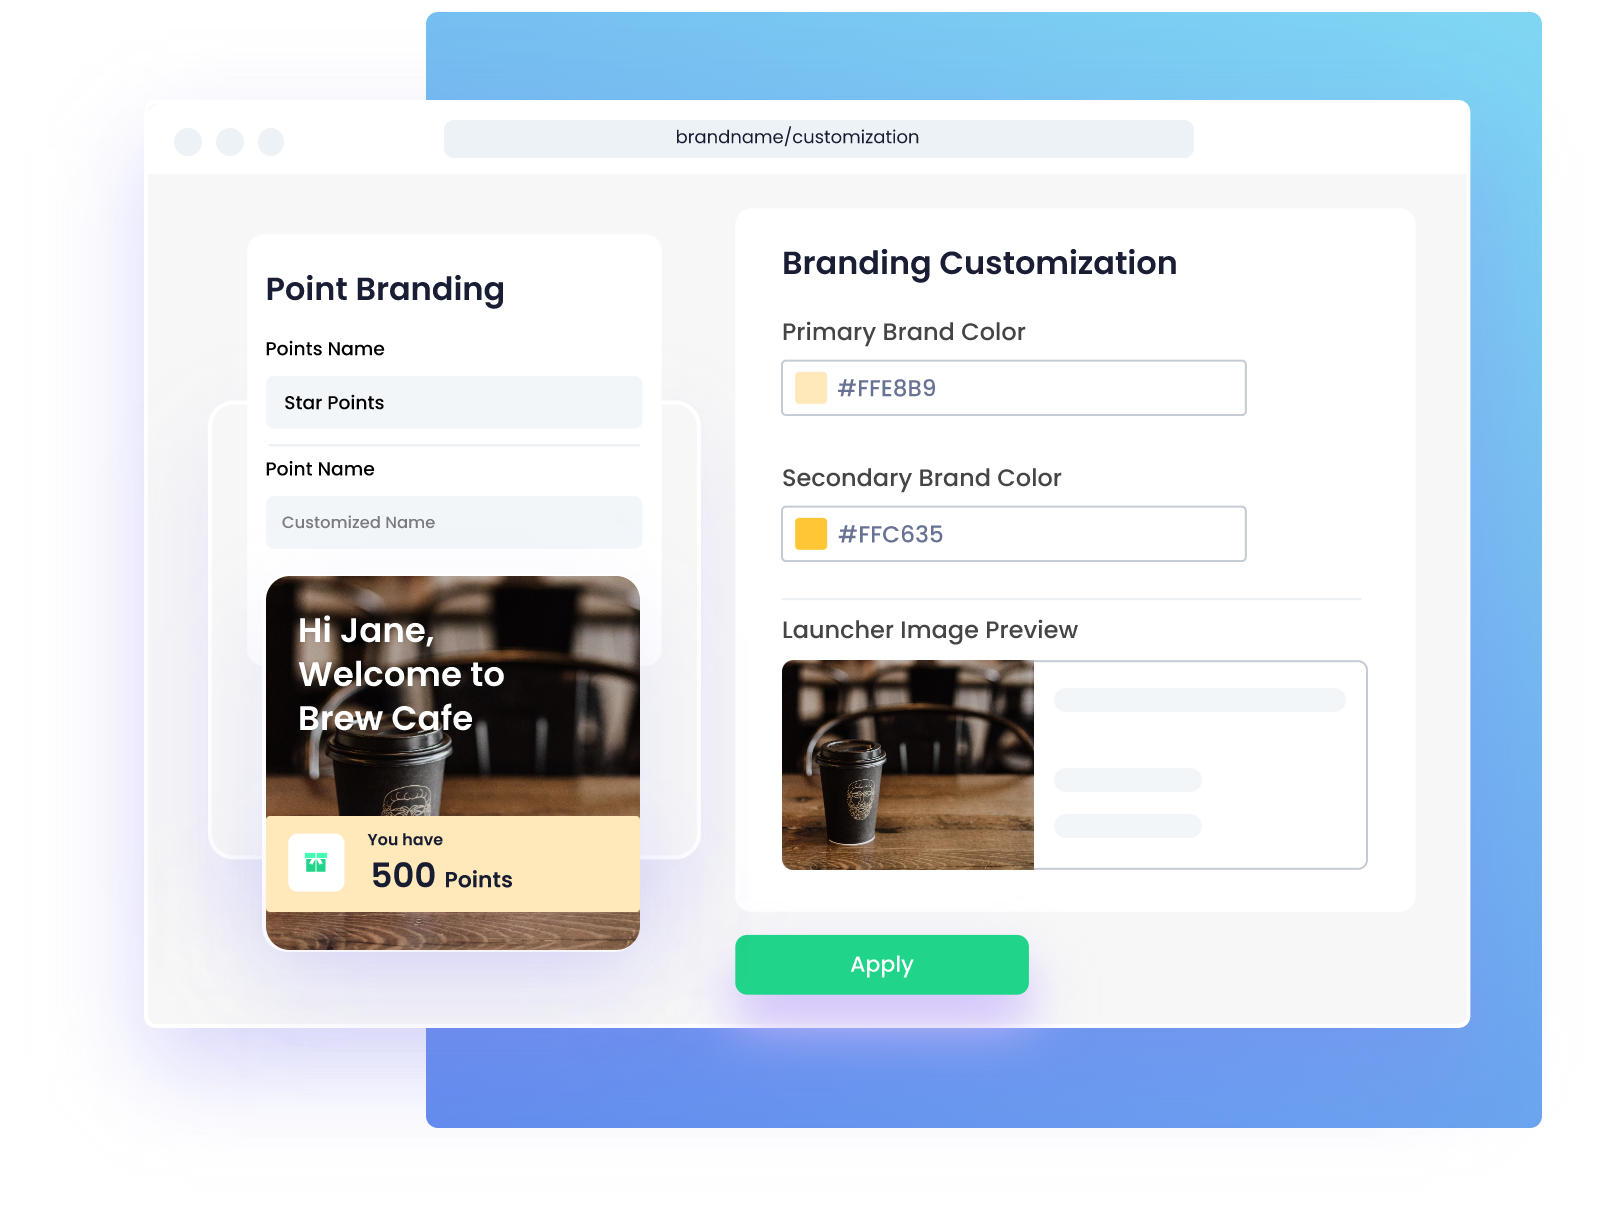 brandname/customization
Point Branding
Points Name
Star Points
Point Name
Customized Name
Hi Jane,
Welcome to
Brew Cafe
You have
500 Points
Branding Customization
Primary Brand Color
#FFE8B9
Secondary Brand Color
#FFC635
Launcher Image Preview
Apply